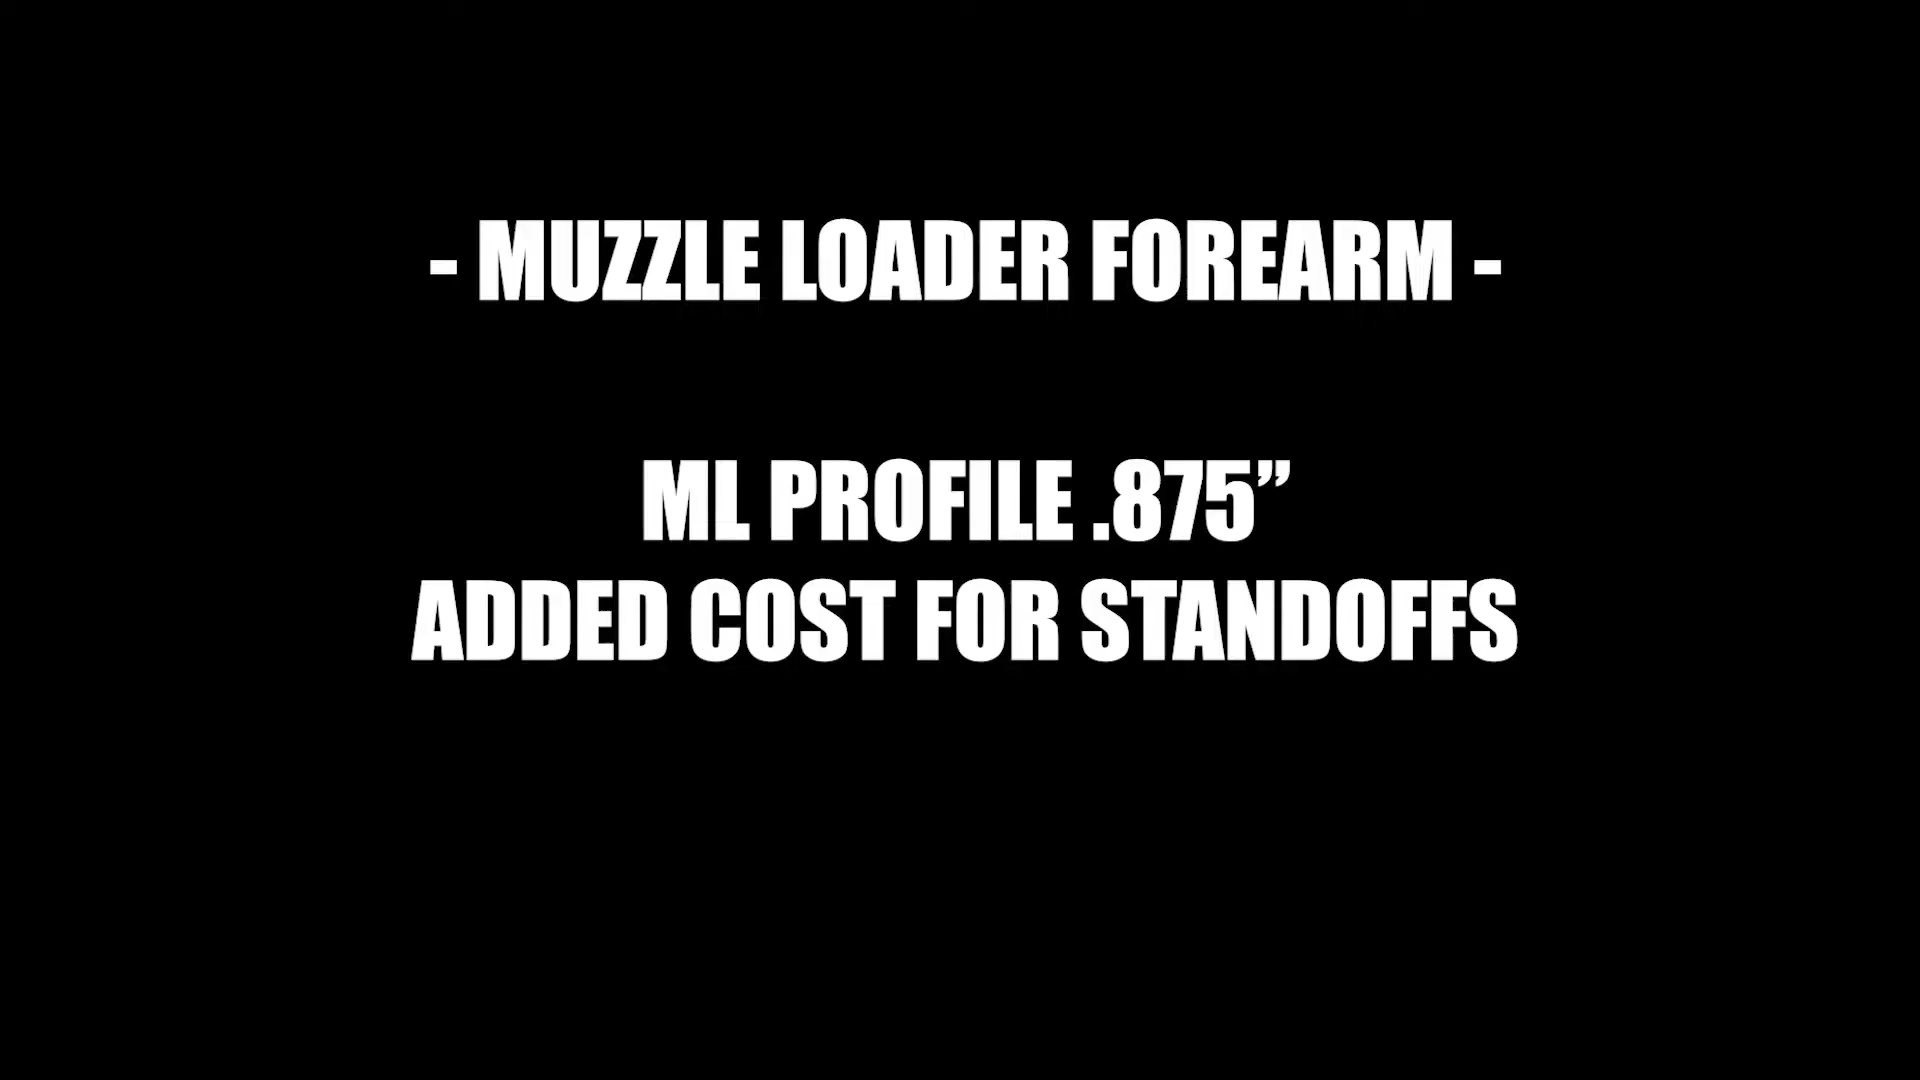 - MUZZLE LOADER FOREARM -
ML PROFILE .875”
ADDED COST FOR STANDOFFS